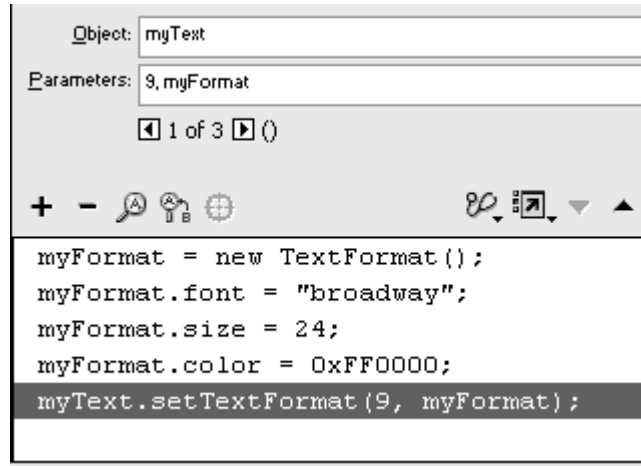 Object: myText
Parameters: 9, myFormat
1 of 3 ()
myFormat = new TextFormat();
myFormat.font = "broadway";
myFormat.size = 24;
myFormat.color = 0xFF0000;
myText.setTextFormat(9, myFormat);